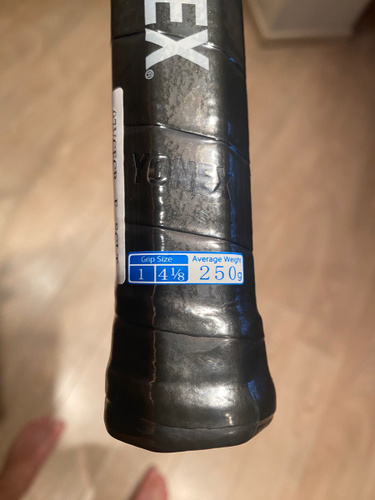 EX®
YONEX
Grip Size
1 4 1/8
Average Weight
250g